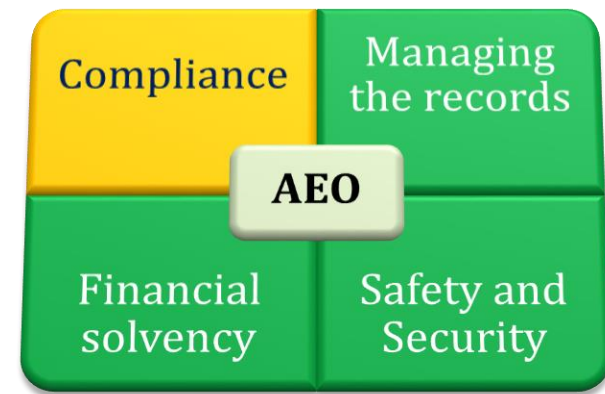 Compliance
Managing
the records
AEO
Financial
solvency
Safety and
Security